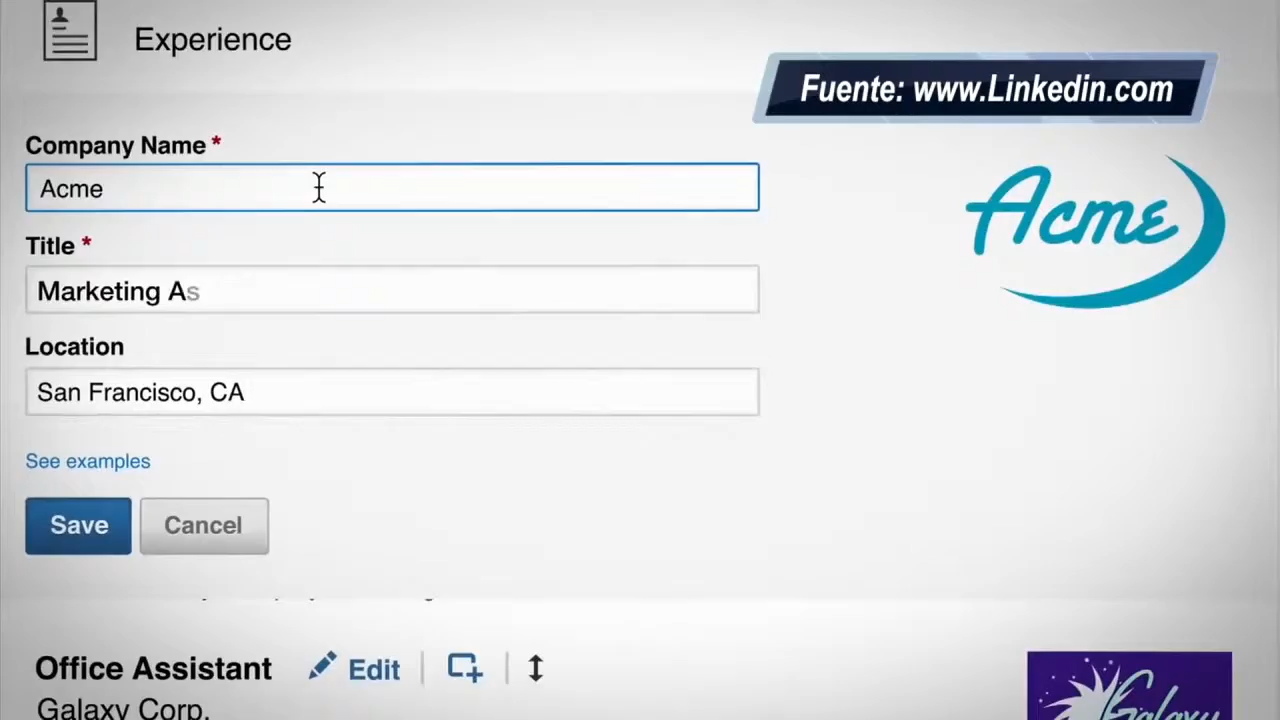 Experience
Fuente: www.Linkedin.com
Company Name *
Acme
Acme
Title *
Marketing As
Location
San Francisco, CA
See examples
Save Cancel
Office Assistant Edit
Galaxy Corp.
Galaxy